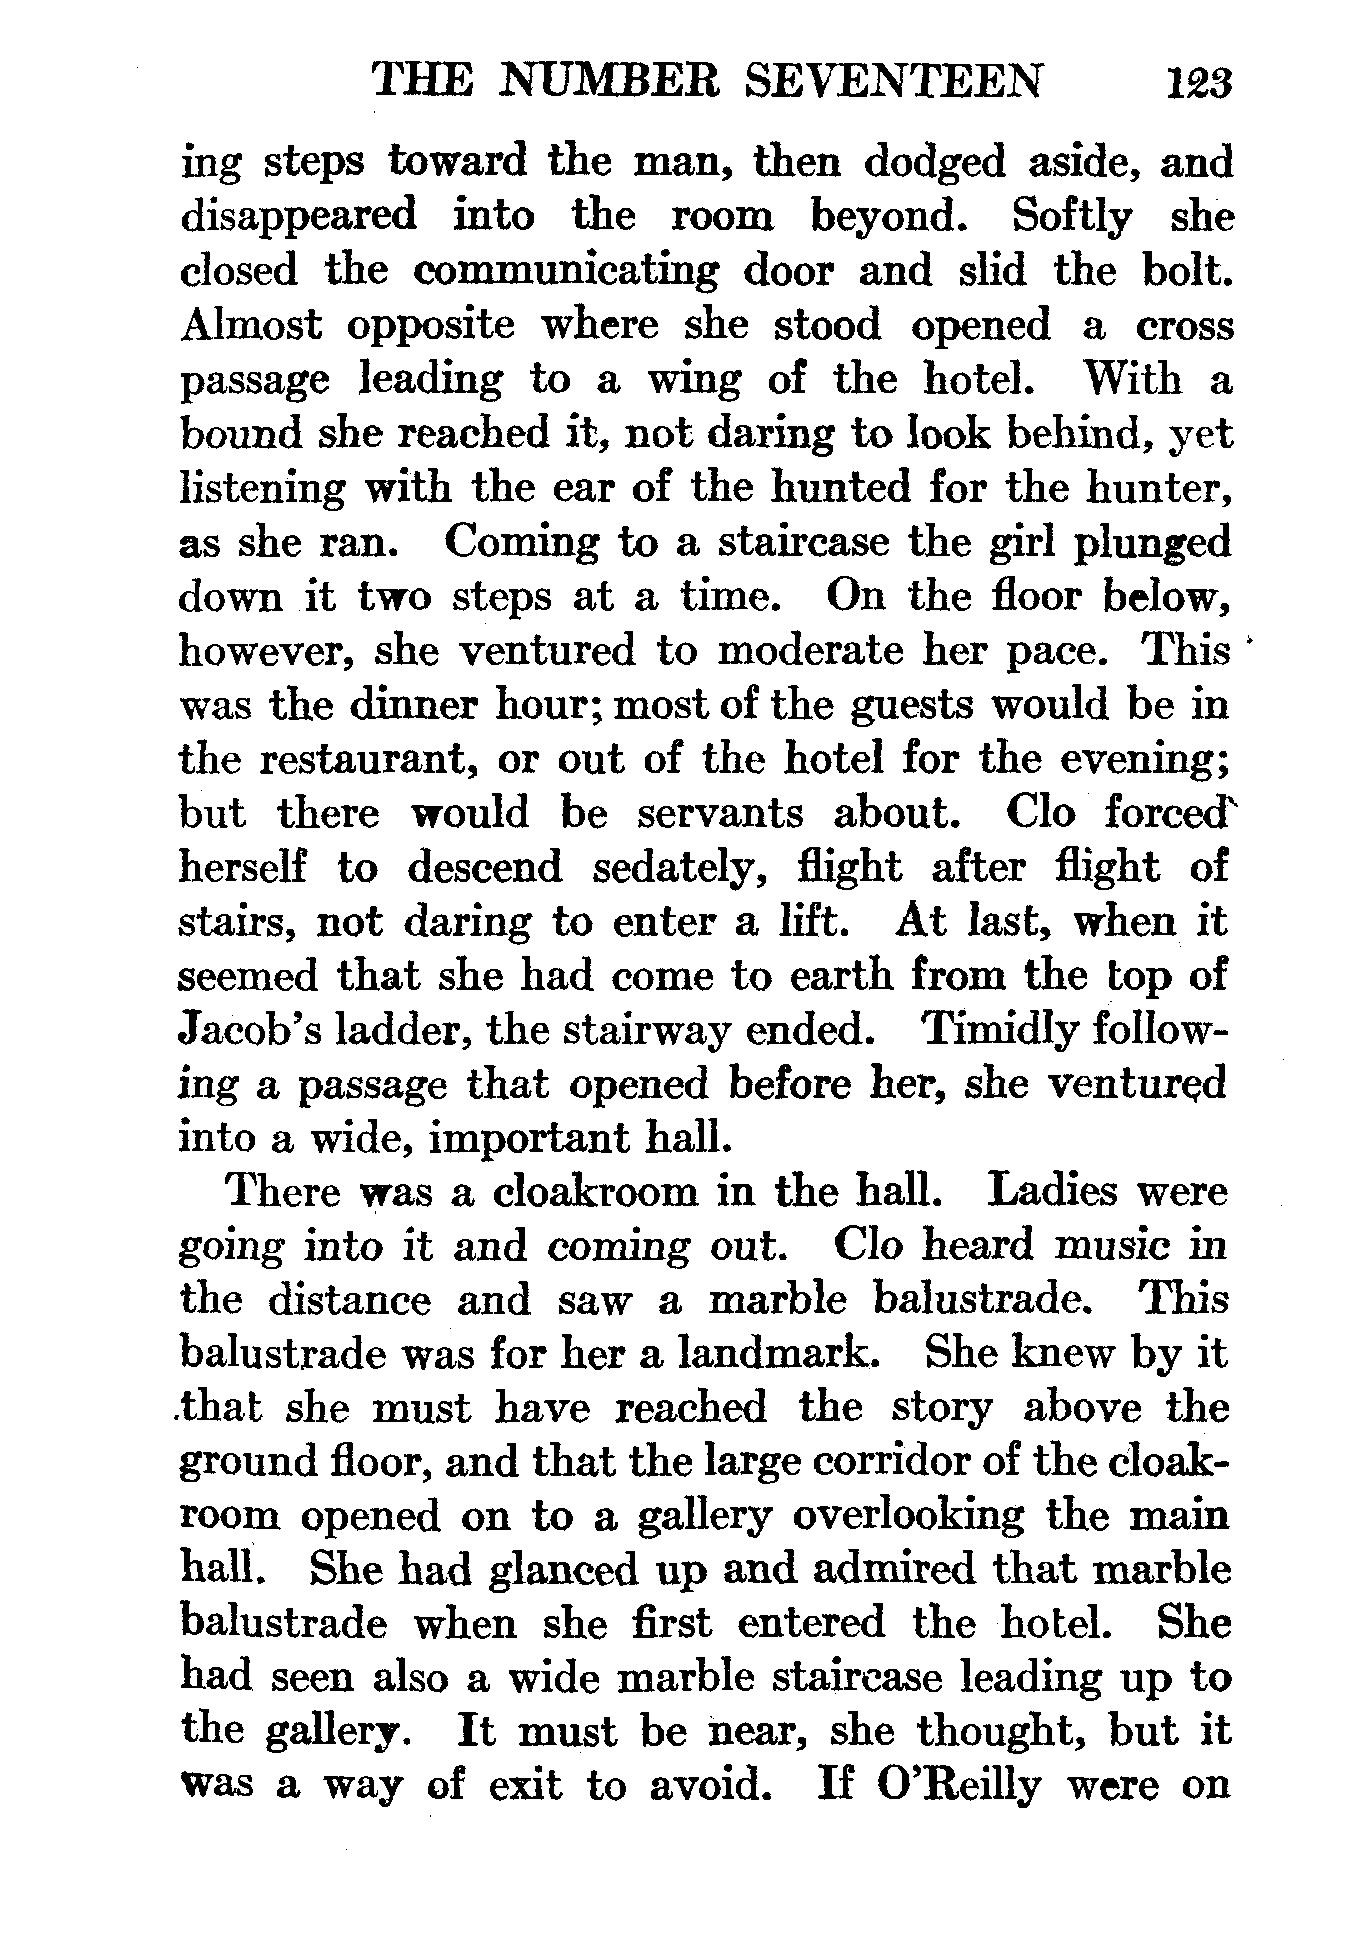 THE NUMBER SEVENTEEN 123
ing steps toward the man, then dodged aside, and
disappeared into the room beyond. Softly she
closed the communicating door and slid the bolt.
Almost opposite where she stood opened a cross
passage leading to a wing of the hotel. With a
bound she reached it, not daring to look behind, yet
listening with the ear of the hunted for the hunter,
as she ran. Coming to a staircase the girl plunged
down it two steps at a time. On the floor below,
however, she ventured to moderate her pace. This
was the dinner hour; most of the guests would be in
the restaurant, or out of the hotel for the evening;
but there would be servants about. Clo forced
herself to descend sedately, flight after flight of
stairs, not daring to enter a lift. At last, when it
seemed that she had come to earth from the top of
Jacob's ladder, the stairway ended. Timidly follow-
ing a passage that opened before her, she ventured
into a wide, important hall.
There was a cloakroom in the hall. Ladies were
going into it and coming out. Clo heard music in
the distance and saw a marble balustrade. This
balustrade was for her a landmark. She knew by it
that she must have reached the story above the
ground floor, and that the large corridor of the cloak-
room opened on to a gallery overlooking the main
hall. She had glanced up and admired that marble
balustrade when she first entered the hotel. She
had seen also a wide marble staircase leading up to
the gallery. It must be near, she thought, but it
was a way of exit to avoid. If O'Reilly were on